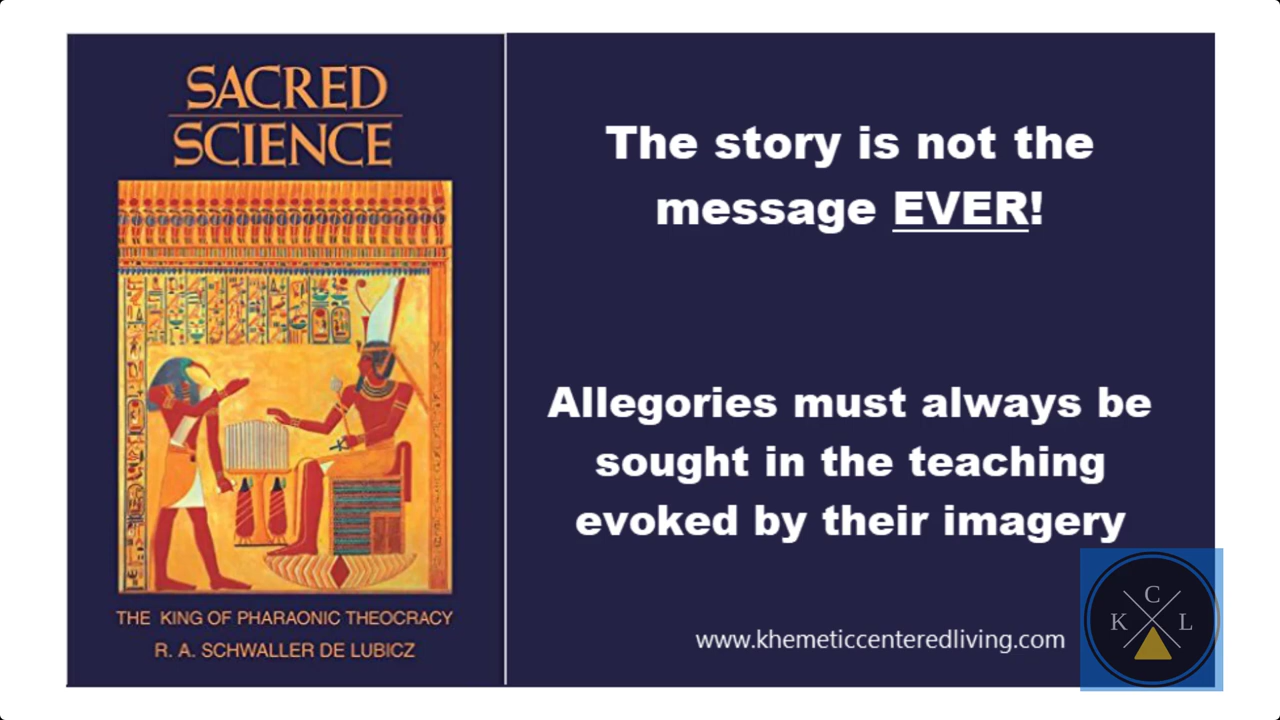 SACRED
SCIENCE
THE KING OF PHARAONIC THEOCRACY
R. A. SCHWALLER DE LUBICZ
The story is not the
message EVER!
Allegories must always be
sought in the teaching
evoked by their imagery
www.khemeticcenteredliving.com
C
K L